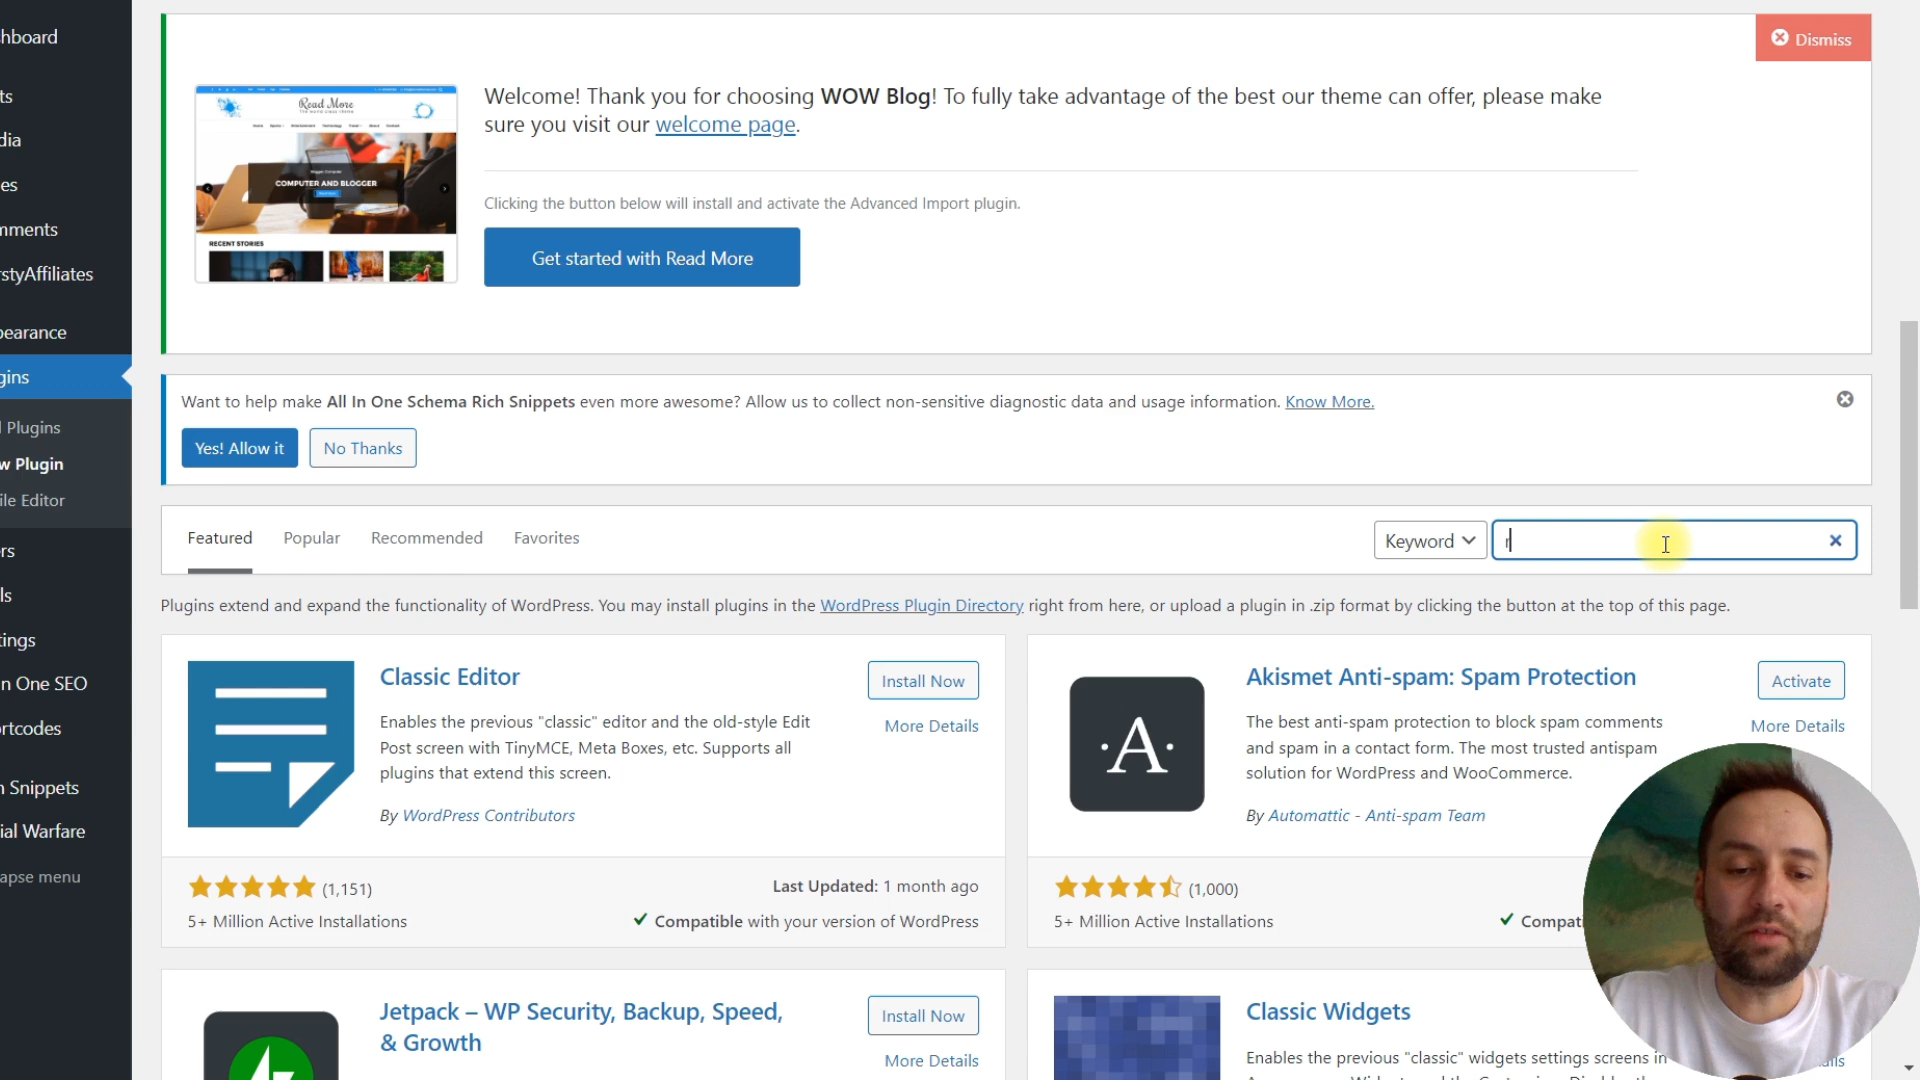 hboard
ts
dia
es
mments
rstyAffiliates
pearance
gins
l Plugins
w Plugin
ile Editor
ers
ls
tings
n One SEO
ortcodes
n Snippets
ial Warfare
apse menu
Dismiss
Read More
COMPUTER AND BLOGGER
RECENT STORIES
Welcome! Thank you for choosing WOW Blog! To fully take advantage of the best our theme can offer, please make
sure you visit our welcome page.
Clicking the button below will install and activate the Advanced Import plugin.
Get started with Read More
Want to help make All In One Schema Rich Snippets even more awesome? Allow us to collect non-sensitive diagnostic data and usage information. Know More.
Yes! Allow it
No Thanks
Featured
Popular
Recommended
Favorites
Keyword
r
Plugins extend and expand the functionality of WordPress. You may install plugins in the WordPress Plugin Directory right from here, or upload a plugin in .zip format by clicking the button at the top of this page.
Classic Editor
Install Now
More Details
Enables the previous "classic" editor and the old-style Edit
Post screen with TinyMCE, Meta Boxes, etc. Supports all
plugins that extend this screen.
By WordPress Contributors
(1,151)
5+ Million Active Installations
Last Updated: 1 month ago
Compatible with your version of WordPress
·A·
Akismet Anti-spam: Spam Protection
Activate
More Details
The best anti-spam protection to block spam comments
and spam in a contact form. The most trusted antispam
solution for WordPress and WooCommerce.
By Automattic - Anti-spam Team
(1,000)
5+ Million Active Installations
Compati
Jetpack – WP Security, Backup, Speed,
& Growth
Install Now
More Details
Classic Widgets
Enables the previous "classic" widgets settings screens in
ils